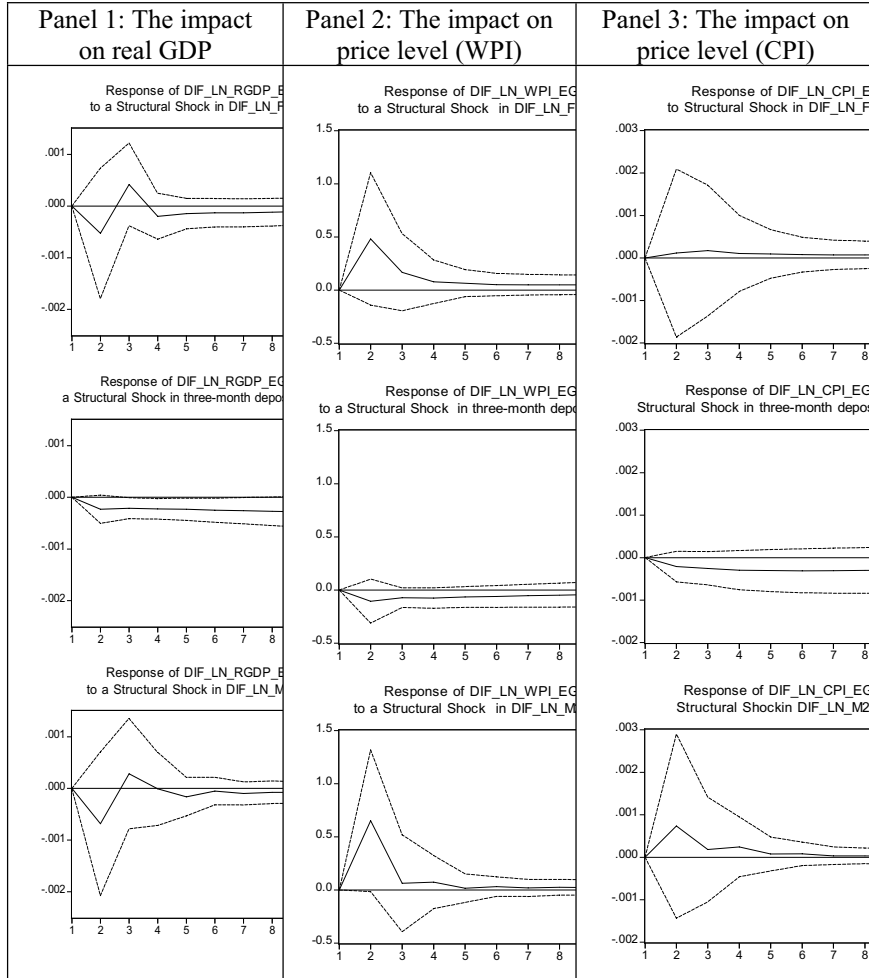 Panel 1: The impact
on real GDP
Panel 2: The impact on
price level (WPI)
Panel 3: The impact on
price level (CPI)
Response of DIF_LN_RGDP_E
to a Structural Shock in DIF_LN_F
.001
.000
-.001
-.002
1 2 3 4 5 6 7 8
Response of DIF_LN_WPI_EG
to a Structural Shock in DIF_LN_F
1.5
1.0
0.5
0.0
-0.5
1 2 3 4 5 6 7 8
Response of DIF_LN_CPI_E
to Structural Shock in DIF_LN_F
.003
.002
.001
.000
-.001
-.002
1 2 3 4 5 6 7 8
Response of DIF_LN_RGDP_EG
a Structural Shock in three-month depos
.001
.000
-.001
-.002
1 2 3 4 5 6 7 8
Response of DIF_LN_WPI_EG
to a Structural Shock in three-month depo
1.5
1.0
0.5
0.0
-0.5
1 2 3 4 5 6 7 8
Response of DIF_LN_CPI_EG
Structural Shock in three-month depos
.003
.002
.001
.000
-.001
-.002
1 2 3 4 5 6 7 8
Response of DIF_LN_RGDP_E
to a Structural Shock in DIF_LN_M
.001
.000
-.001
-.002
1 2 3 4 5 6 7 8
Response of DIF_LN_WPI_EG
to a Structural Shock in DIF_LN_M
1.5
1.0
0.5
0.0
-0.5
1 2 3 4 5 6 7 8
Response of DIF_LN_CPI_EG
Structural Shockin DIF_LN_M2
.003
.002
.001
.000
-.001
-.002
1 2 3 4 5 6 7 8